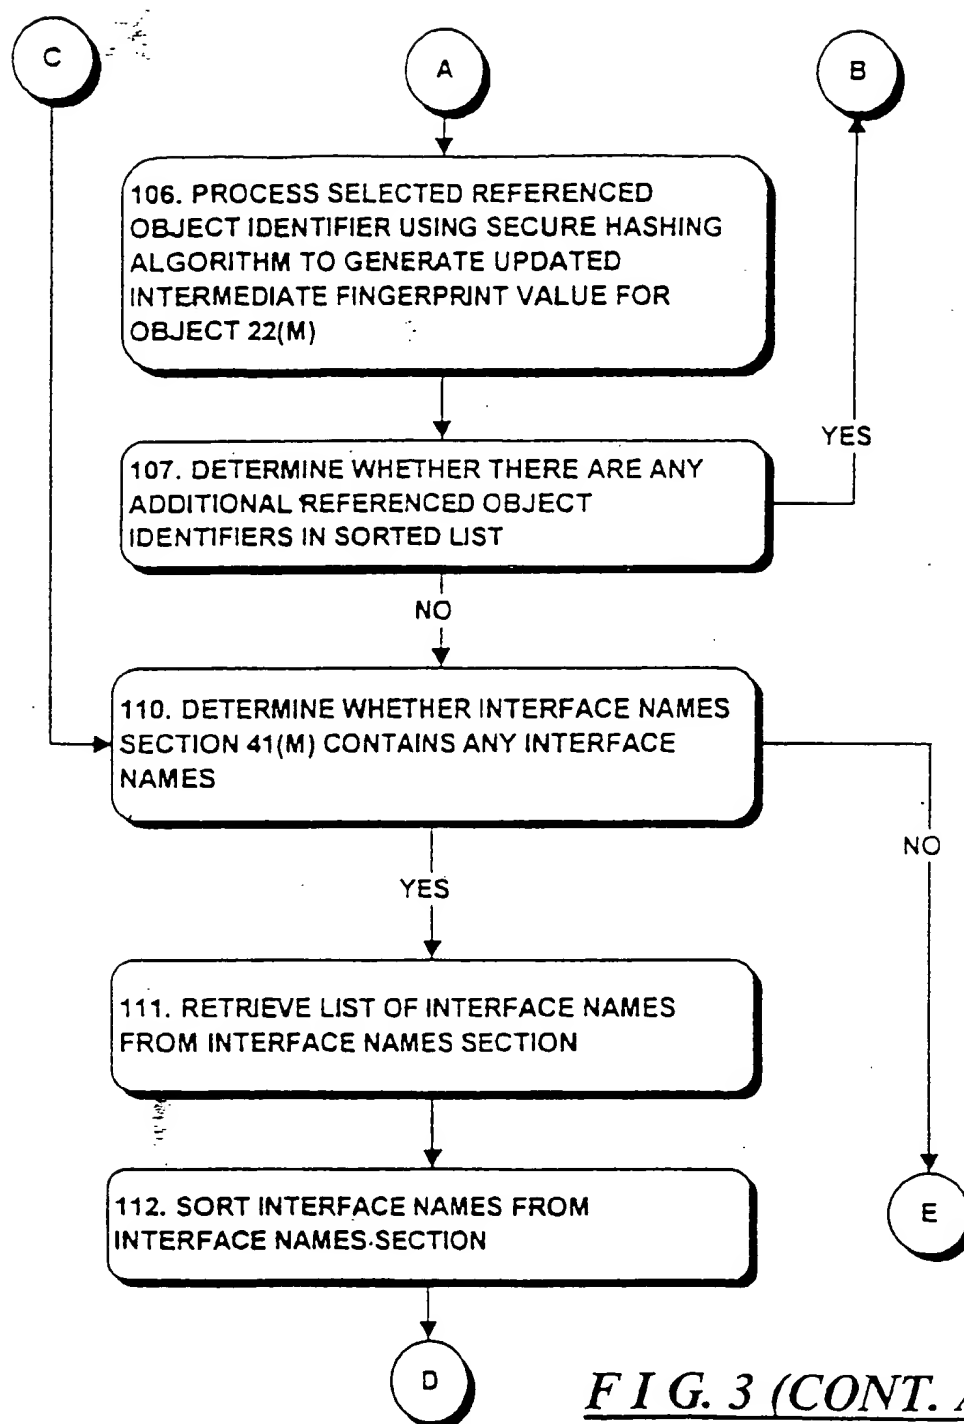 C
A
B
106. PROCESS SELECTED REFERENCED
OBJECT IDENTIFIER USING SECURE HASHING
ALGORITHM TO GENERATE UPDATED
INTERMEDIATE FINGERPRINT VALUE FOR
OBJECT 22(M)
YES
107. DETERMINE WHETHER THERE ARE ANY
ADDITIONAL REFERENCED OBJECT
IDENTIFIERS IN SORTED LIST
NO
110. DETERMINE WHETHER INTERFACE NAMES
SECTION 41(M) CONTAINS ANY INTERFACE
NAMES
NO
YES
111. RETRIEVE LIST OF INTERFACE NAMES
FROM INTERFACE NAMES SECTION
112. SORT INTERFACE NAMES FROM
INTERFACE NAMES SECTION
E
D
FIG. 3 (CONT.